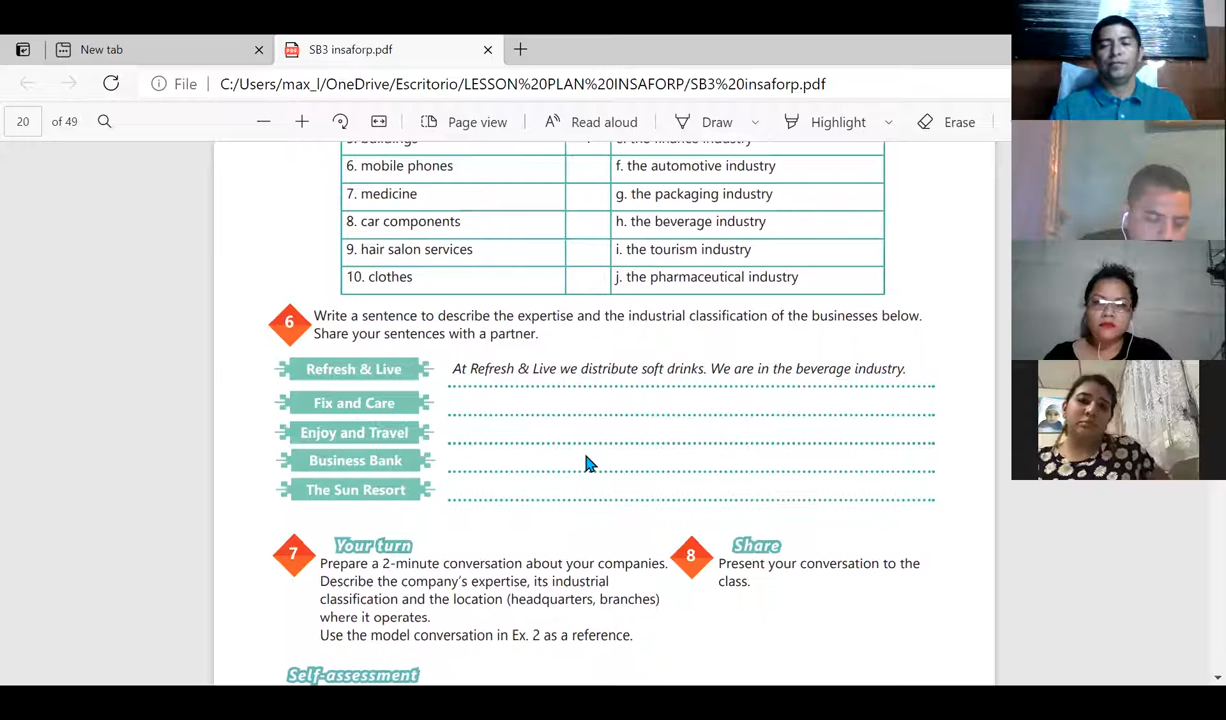 New tab
SB3 insaforp.pdf
File C:/Users/max_l/OneDrive/Escritorio/LESSON%20PLAN%20INSAFORP/SB3%20insaforp.pdf
20 of 49 Page view Read aloud Draw Highlight Erase
6. mobile phones f. the automotive industry
7. medicine g. the packaging industry
8. car components h. the beverage industry
9. hair salon services i. the tourism industry
10. clothes j. the pharmaceutical industry
6 Write a sentence to describe the expertise and the industrial classification of the businesses below.
Share your sentences with a partner.
Refresh & Live At Refresh & Live we distribute soft drinks. We are in the beverage industry.
Fix and Care
Enjoy and Travel
Business Bank
The Sun Resort
7 Your turn
Prepare a 2-minute conversation about your companies.
Describe the company's expertise, its industrial
classification and the location (headquarters, branches)
where it operates.
Use the model conversation in Ex. 2 as a reference.
8 Share
Present your conversation to the
class.
Self-assessment